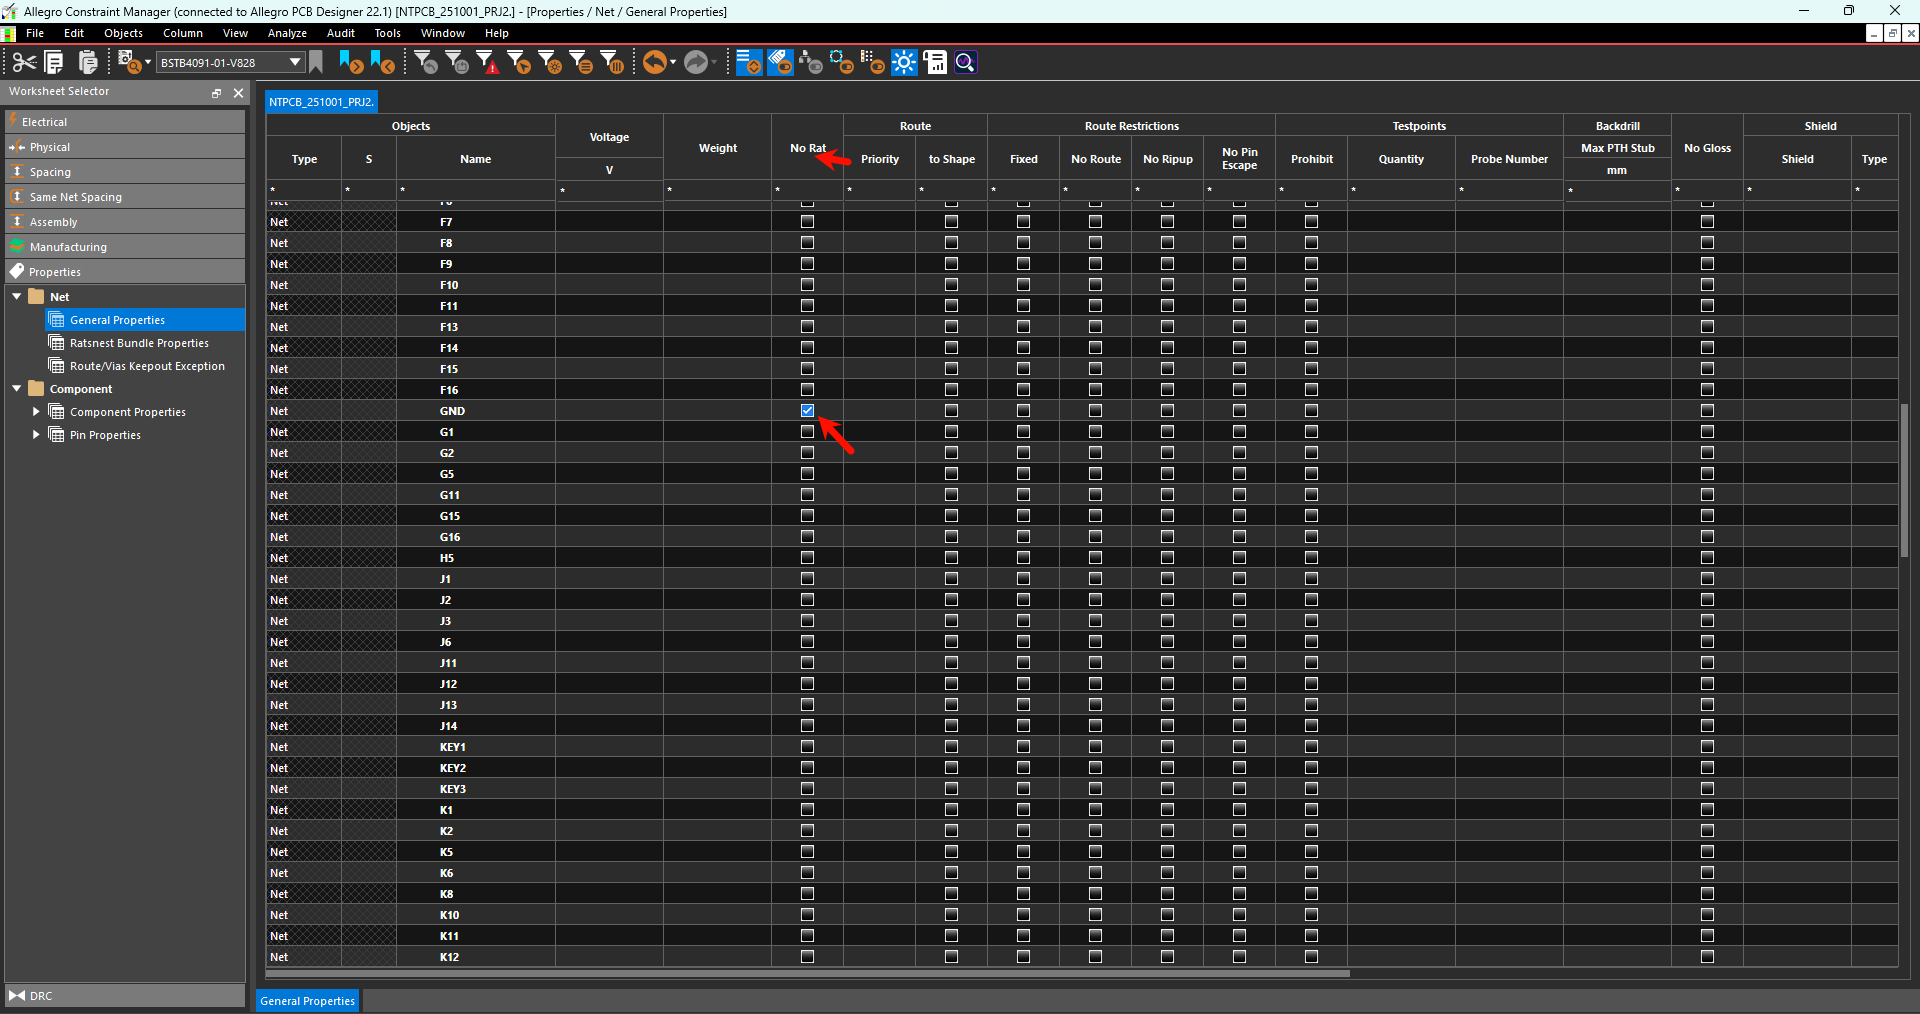 Allegro Constraint Manager (connected to Allegro PCB Designer 22.1) [NTPCB_251001_PRJ2.] - [Properties / Net / General Properties]
File Edit Objects Column View Analyze Audit Tools Window Help
BSTB4091-01-V828
Worksheet Selector
Electrical
Physical
Spacing
Same Net Spacing
Assembly
Manufacturing
Properties
Net
General Properties
Ratsnest Bundle Properties
Route/Vias Keepout Exception
Component
Component Properties
Pin Properties
DRC
NTPCB_251001_PRJ2.
Objects Voltage Weight No Rat Route Route Restrictions Testpoints Backdrill No Gloss Shield
Type S Name V Priority to Shape Fixed No Route No Ripup No Pin Escape Prohibit Quantity Probe Number Max PTH Stub mm Shield Type
* * * * * * * * * * * * * * * * * * *
Net F6
Net F7
Net F8
Net F9
Net F10
Net F11
Net F13
Net F14
Net F15
Net F16
Net GND
Net G1
Net G2
Net G5
Net G11
Net G15
Net G16
Net H5
Net J1
Net J2
Net J3
Net J6
Net J11
Net J12
Net J13
Net J14
Net KEY1
Net KEY2
Net KEY3
Net K1
Net K2
Net K5
Net K6
Net K8
Net K10
Net K11
Net K12
General Properties